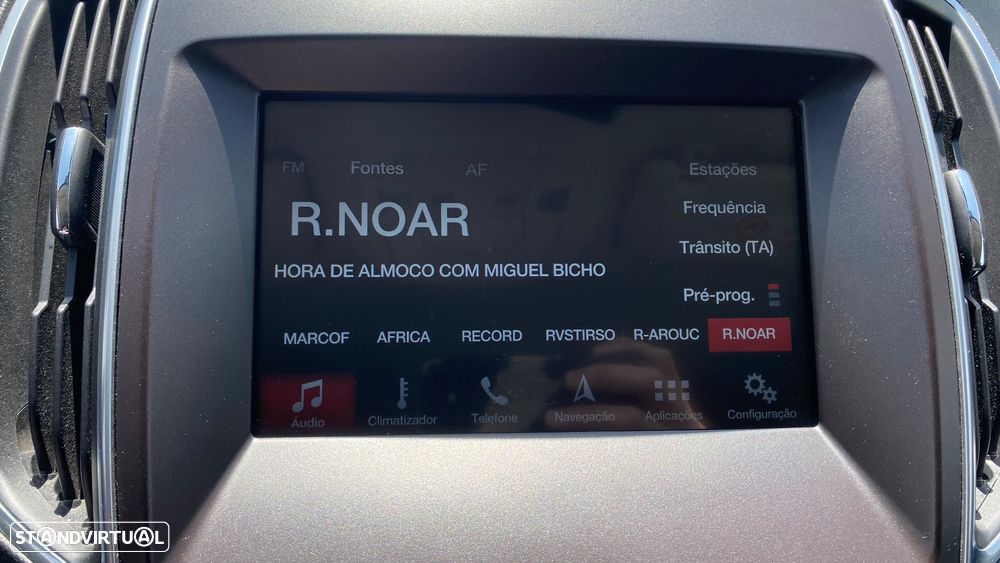 FM Fontes AF Estações
R.NOAR Frequência
Trânsito (TA)
HORA DE ALMOCO COM MIGUEL BICHO
Pré-prog.
MARCOF AFRICA RECORD RVSTIRSO R-AROUC R.NOAR
Áudio Climatizador Telefone Navegação Aplicações Configuração
STANDVIRTUAL